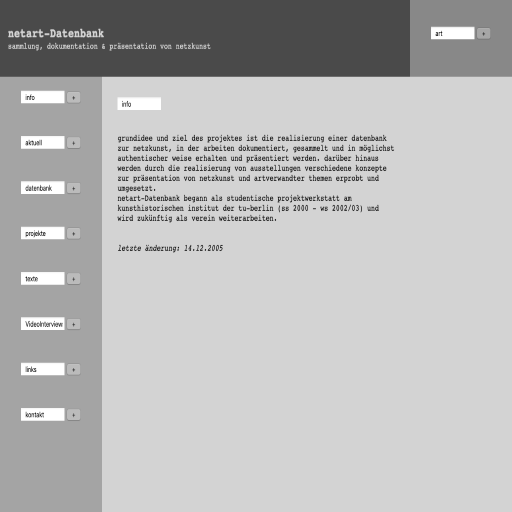 netart-Datenbank
sammlung, dokumentation & präsentation von netzkunst
art +
info +
aktuell +
datenbank +
projekte +
texte +
VideoInterview +
links +
kontakt +
info
grundidee und ziel des projektes ist die realisierung einer datenbank
zur netzkunst, in der arbeiten dokumentiert, gesammelt und in möglichst
authentischer weise erhalten und präsentiert werden. darüber hinaus
werden durch die realisierung von ausstellungen verschiedene konzepte
zur präsentation von netzkunst und artverwandter themen erprobt und
umgesetzt.
netart-Datenbank began als studentische projektwerkstatt am
kunsthistorischen institut der tu-berlin (ss 2000 - ws 2002/03) und
wird zukünftig als verein weiterarbeiten.
letzte änderung: 14.12.2005